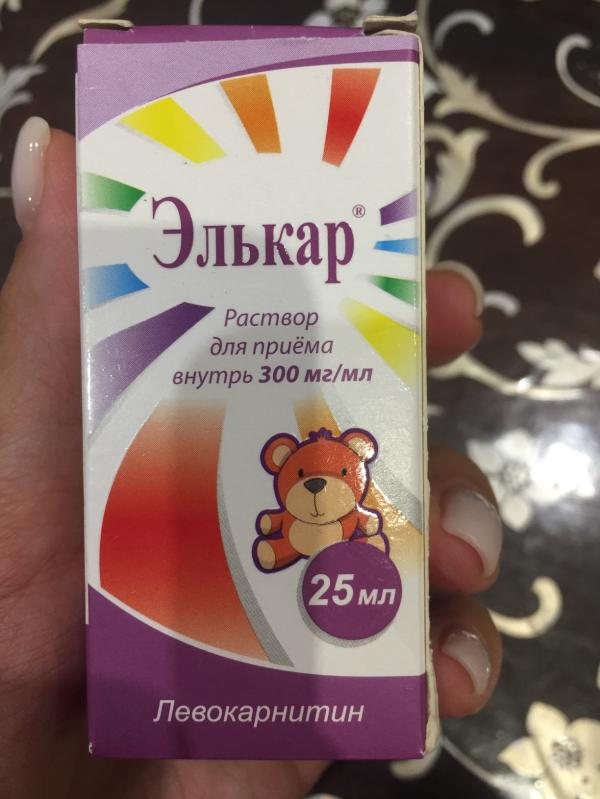 Элькар®
Раствор
для приёма
внутрь 300 мг/мл
25 мл
Левокарнитин